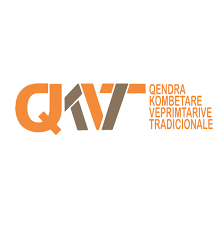 QKVT
QENDRA
KOMBETARE
VEPRIMTARIVE
TRADICIONALE